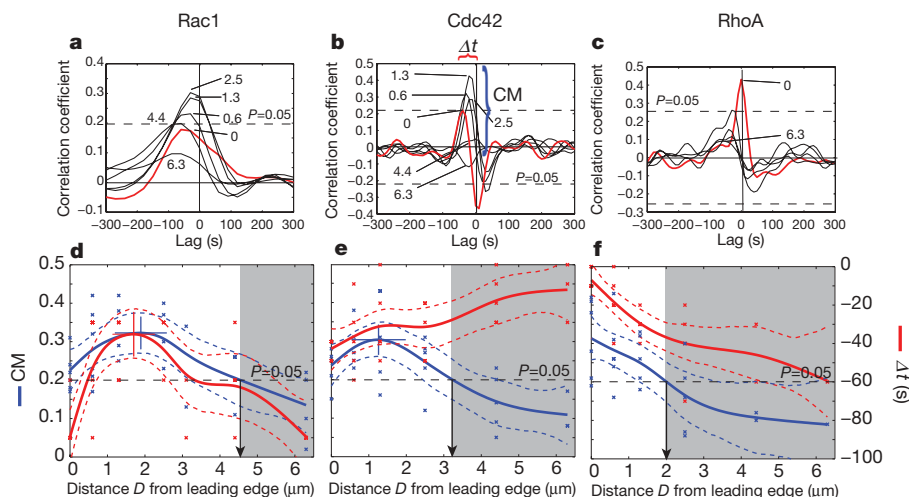 Rac1
Cdc42
RhoA
a
b
c
Δt
Correlation coefficient
0.4
0.3
0.2
0.1
0
−0.1
−300 −200 −100 0 100 200 300
Lag (s)
2.5
1.3
0.6
P=0.05
4.4
0
6.3
Correlation coefficient
0.5
0.4
0.3
0.2
0.1
0
−0.1
−0.2
−0.3
−0.4
−300 −200 −100 0 100 200 300
Lag (s)
1.3
0.6
0
CM
2.5
4.4
6.3
P=0.05
Correlation coefficient
0.5
0.4
0.3
0.2
0.1
0
−0.1
−0.2
−0.3
−300 −200 −100 0 100 200 300
Lag (s)
0
P=0.05
6.3
d
e
f
CM
0.5
0.4
0.3
0.2
0.1
0
P=0.05
0 1 2 3 4 5 6
Distance D from leading edge (μm)
P=0.05
0 1 2 3 4 5 6
Distance D from leading edge (μm)
P=0.05
0 1 2 3 4 5 6
Distance D from leading edge (μm)
0
−20
−40
−60
−80
−100
Δt (s)